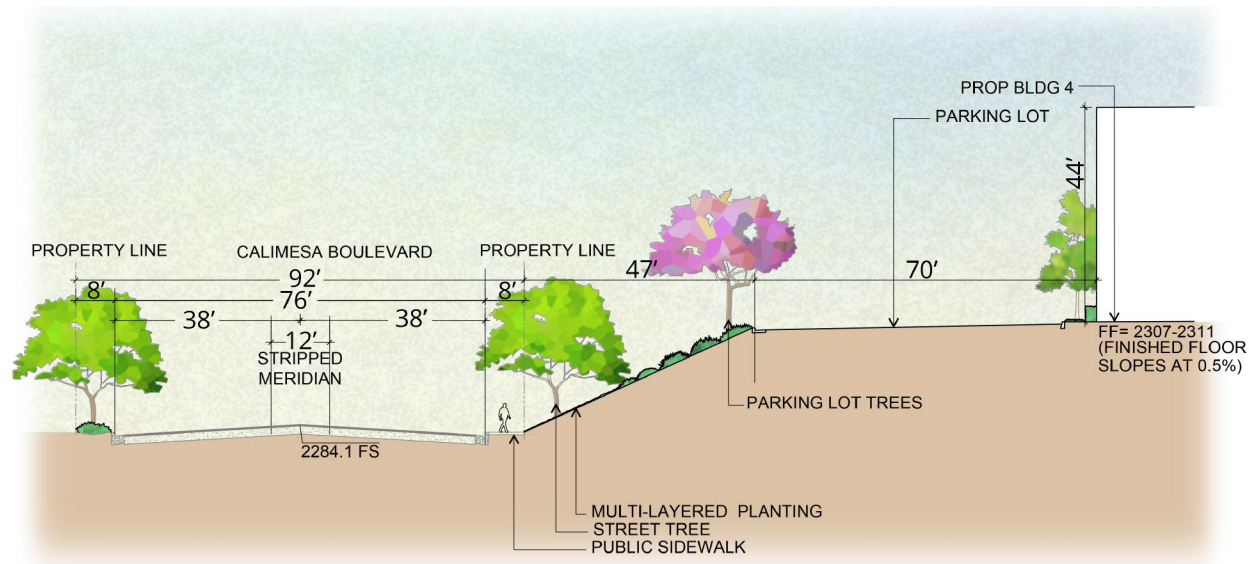 PROP BLDG 4
PARKING LOT
44'
PROPERTY LINE
CALIMESA BOULEVARD
PROPERTY LINE
92'
47'
70'
8'
76'
8'
38'
38'
12'
STRIPPED
MERIDIAN
FF= 2307-2311
(FINISHED FLOOR
SLOPES AT 0.5%)
PARKING LOT TREES
2284.1 FS
MULTI-LAYERED PLANTING
STREET TREE
PUBLIC SIDEWALK